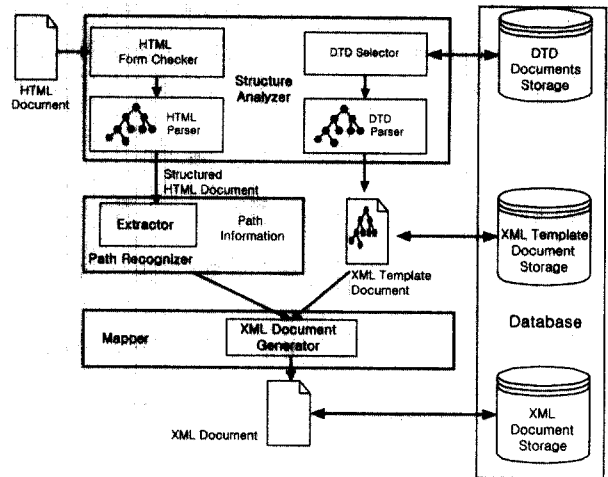 HTML
Form Checker
DTD Selector
DTD
Documents
Storage
HTML
Document
Structure
Analyzer
HTML
Parser
DTD
Parser
Structured
HTML Document
Extractor
Path
Information
Path Recognizer
XML Template
Document
XML Template
Document
Storage
Database
Mapper
XML Document
Generator
XML Document
XML
Document
Storage